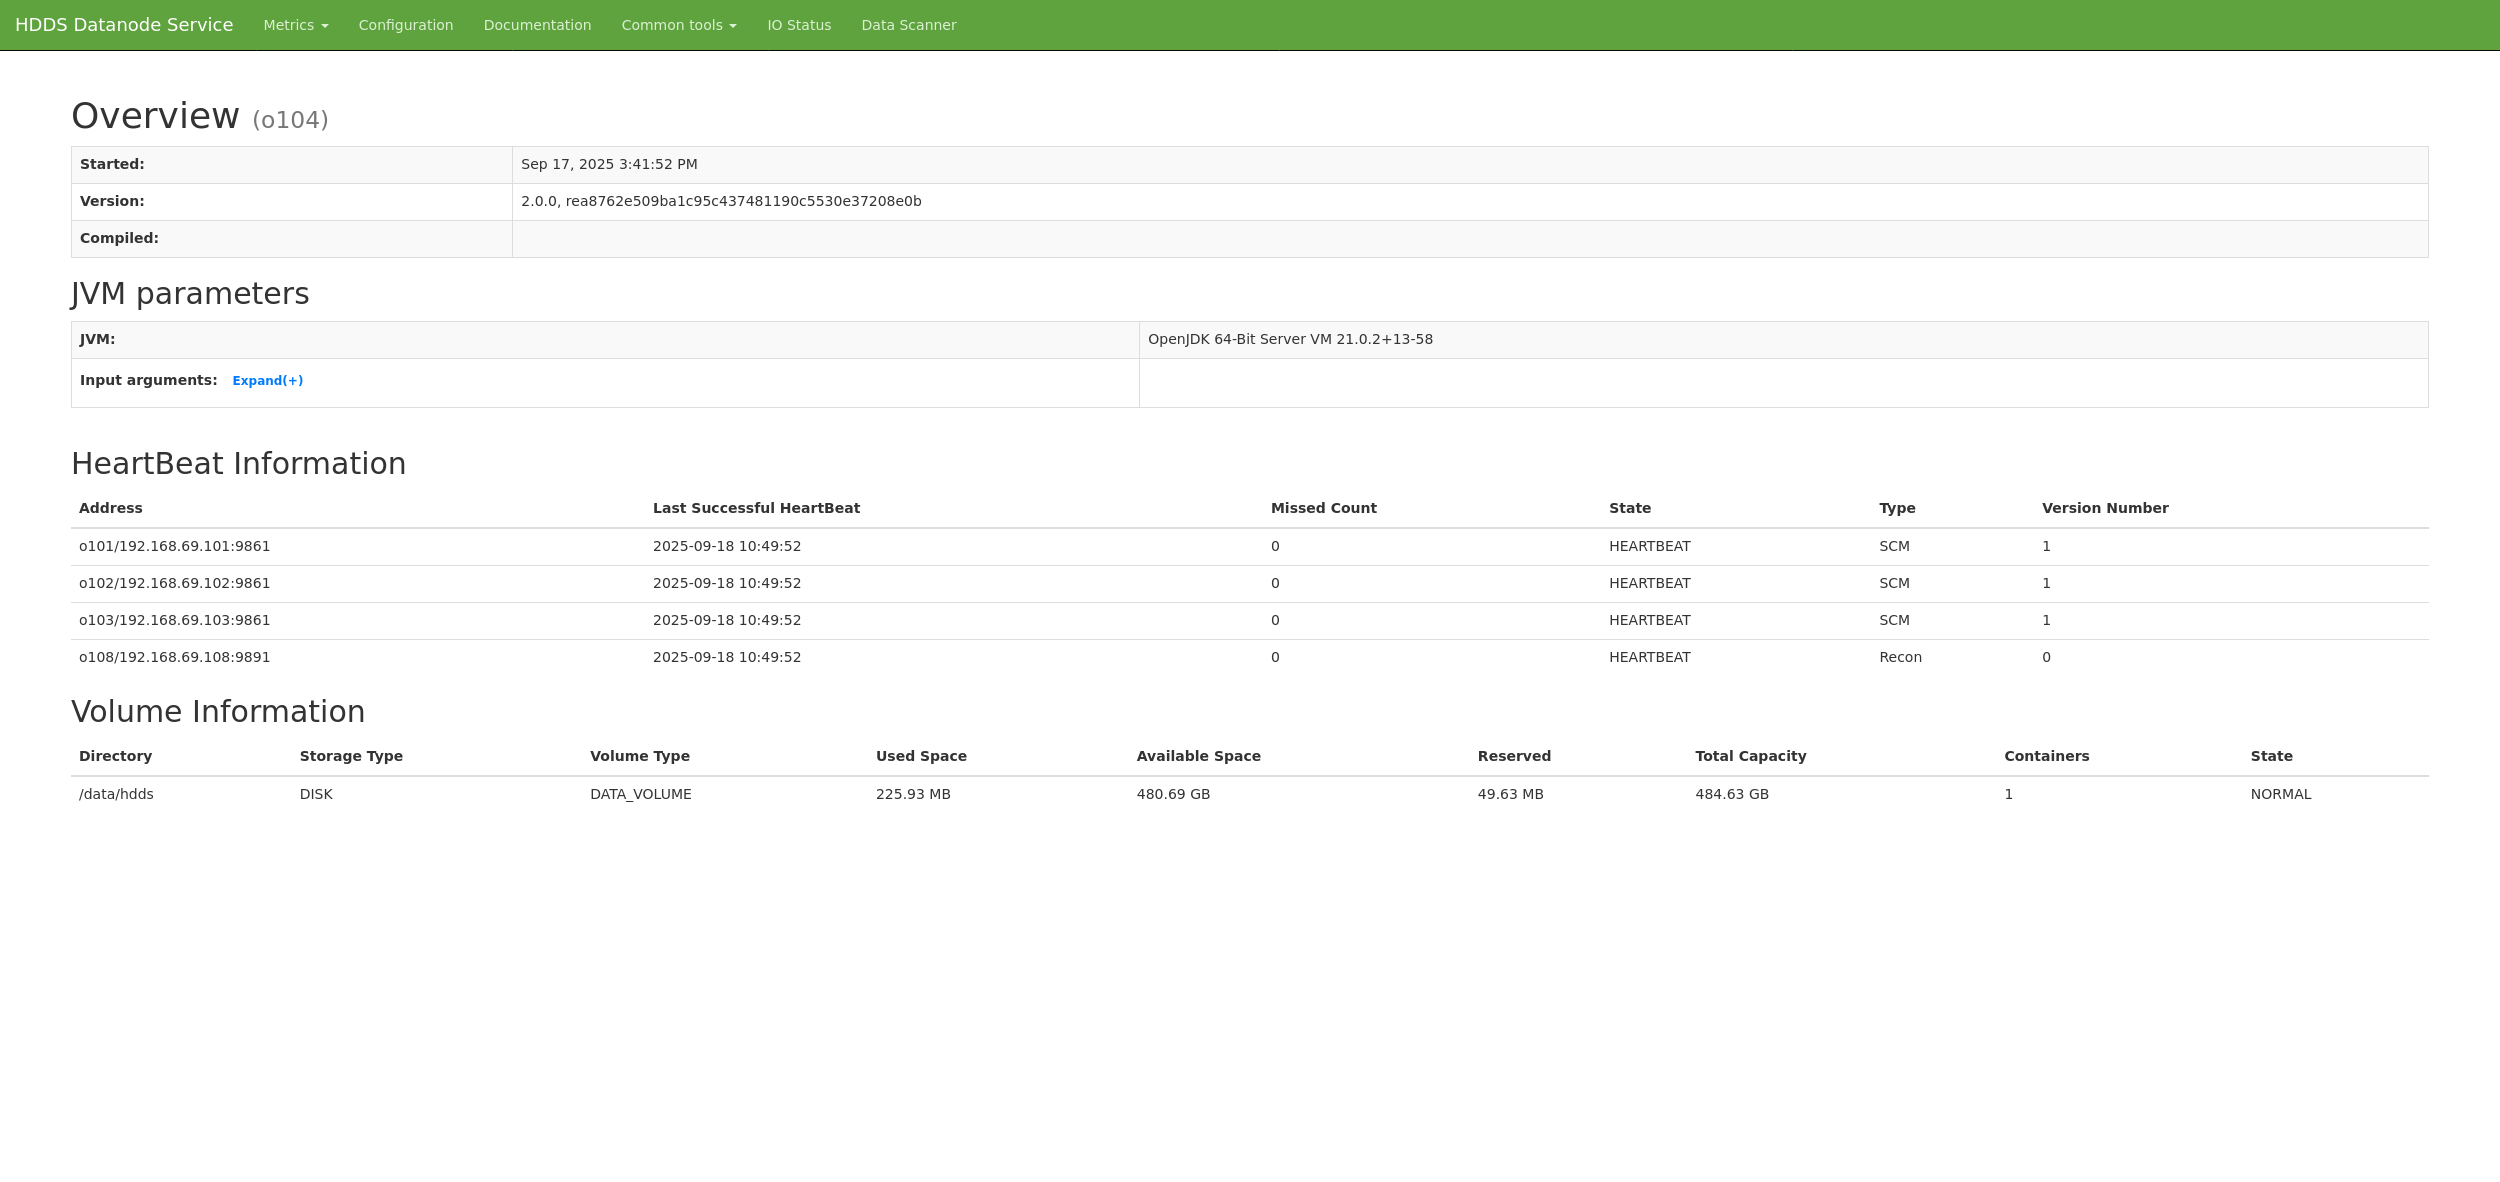 HDDS Datanode Service Metrics Configuration Documentation Common tools IO Status Data Scanner
Overview (o104)
Started: Sep 17, 2025 3:41:52 PM
Version: 2.0.0, rea8762e509ba1c95c437481190c5530e37208e0b
Compiled:
JVM parameters
JVM: OpenJDK 64-Bit Server VM 21.0.2+13-58
Input arguments: Expand(+)
HeartBeat Information
Address Last Successful HeartBeat Missed Count State Type Version Number
o101/192.168.69.101:9861 2025-09-18 10:49:52 0 HEARTBEAT SCM 1
o102/192.168.69.102:9861 2025-09-18 10:49:52 0 HEARTBEAT SCM 1
o103/192.168.69.103:9861 2025-09-18 10:49:52 0 HEARTBEAT SCM 1
o108/192.168.69.108:9891 2025-09-18 10:49:52 0 HEARTBEAT Recon 0
Volume Information
Directory Storage Type Volume Type Used Space Available Space Reserved Total Capacity Containers State
/data/hdds DISK DATA_VOLUME 225.93 MB 480.69 GB 49.63 MB 484.63 GB 1 NORMAL